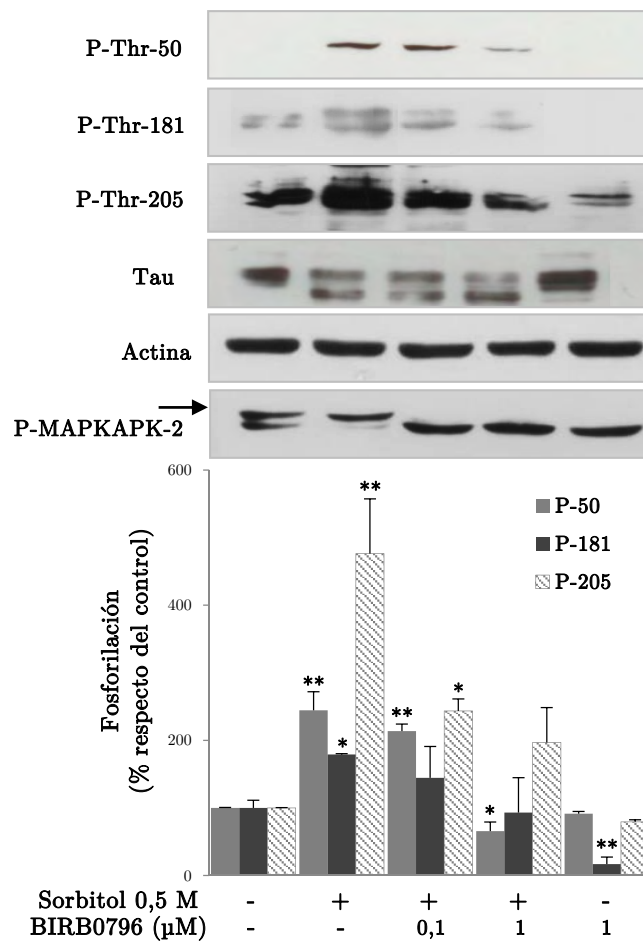 P-Thr-50
P-Thr-181
P-Thr-205
Tau
Actina
P-MAPKAPK-2
600
400
200
0
Fosforilación
(% respecto del control)
** * **
** *
*
**
P-50
P-181
P-205
Sorbitol 0,5 M - + + + -
BIRB0796 (µM) - - 0,1 1 1